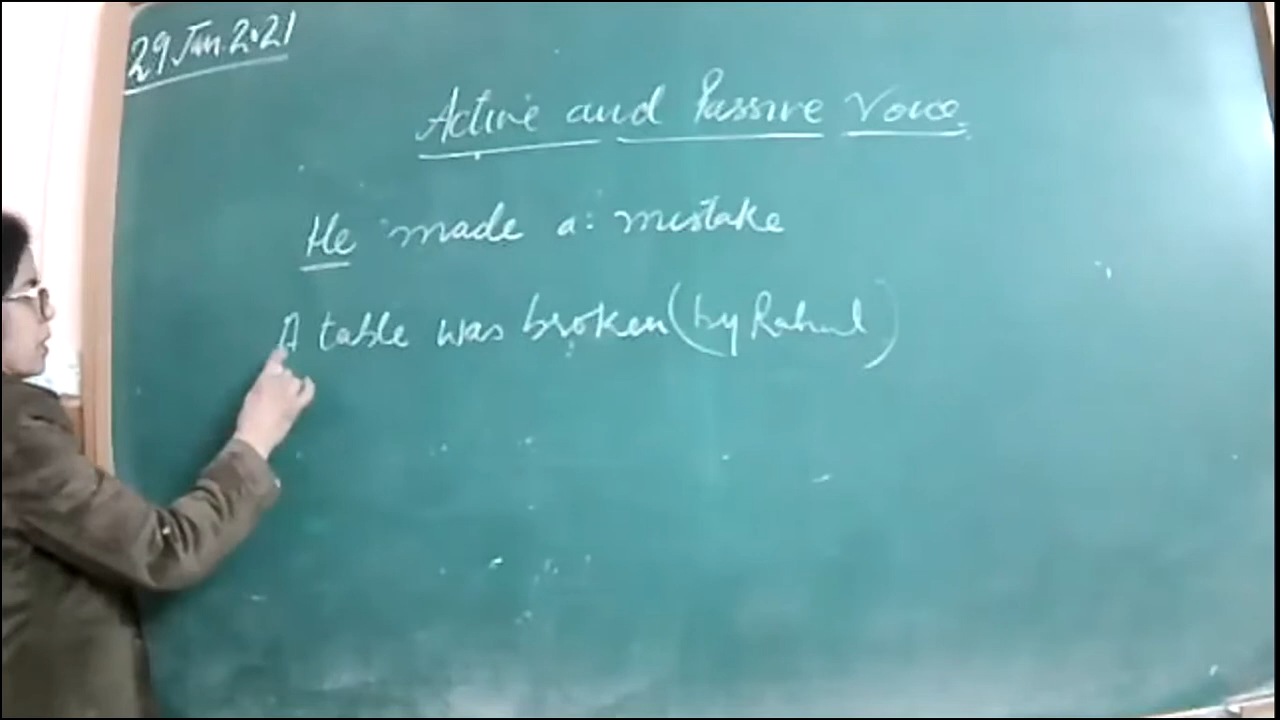 29 Jan. 2021
Active and Passive Voice
He made a mistake
A table was broken (by Rahul)